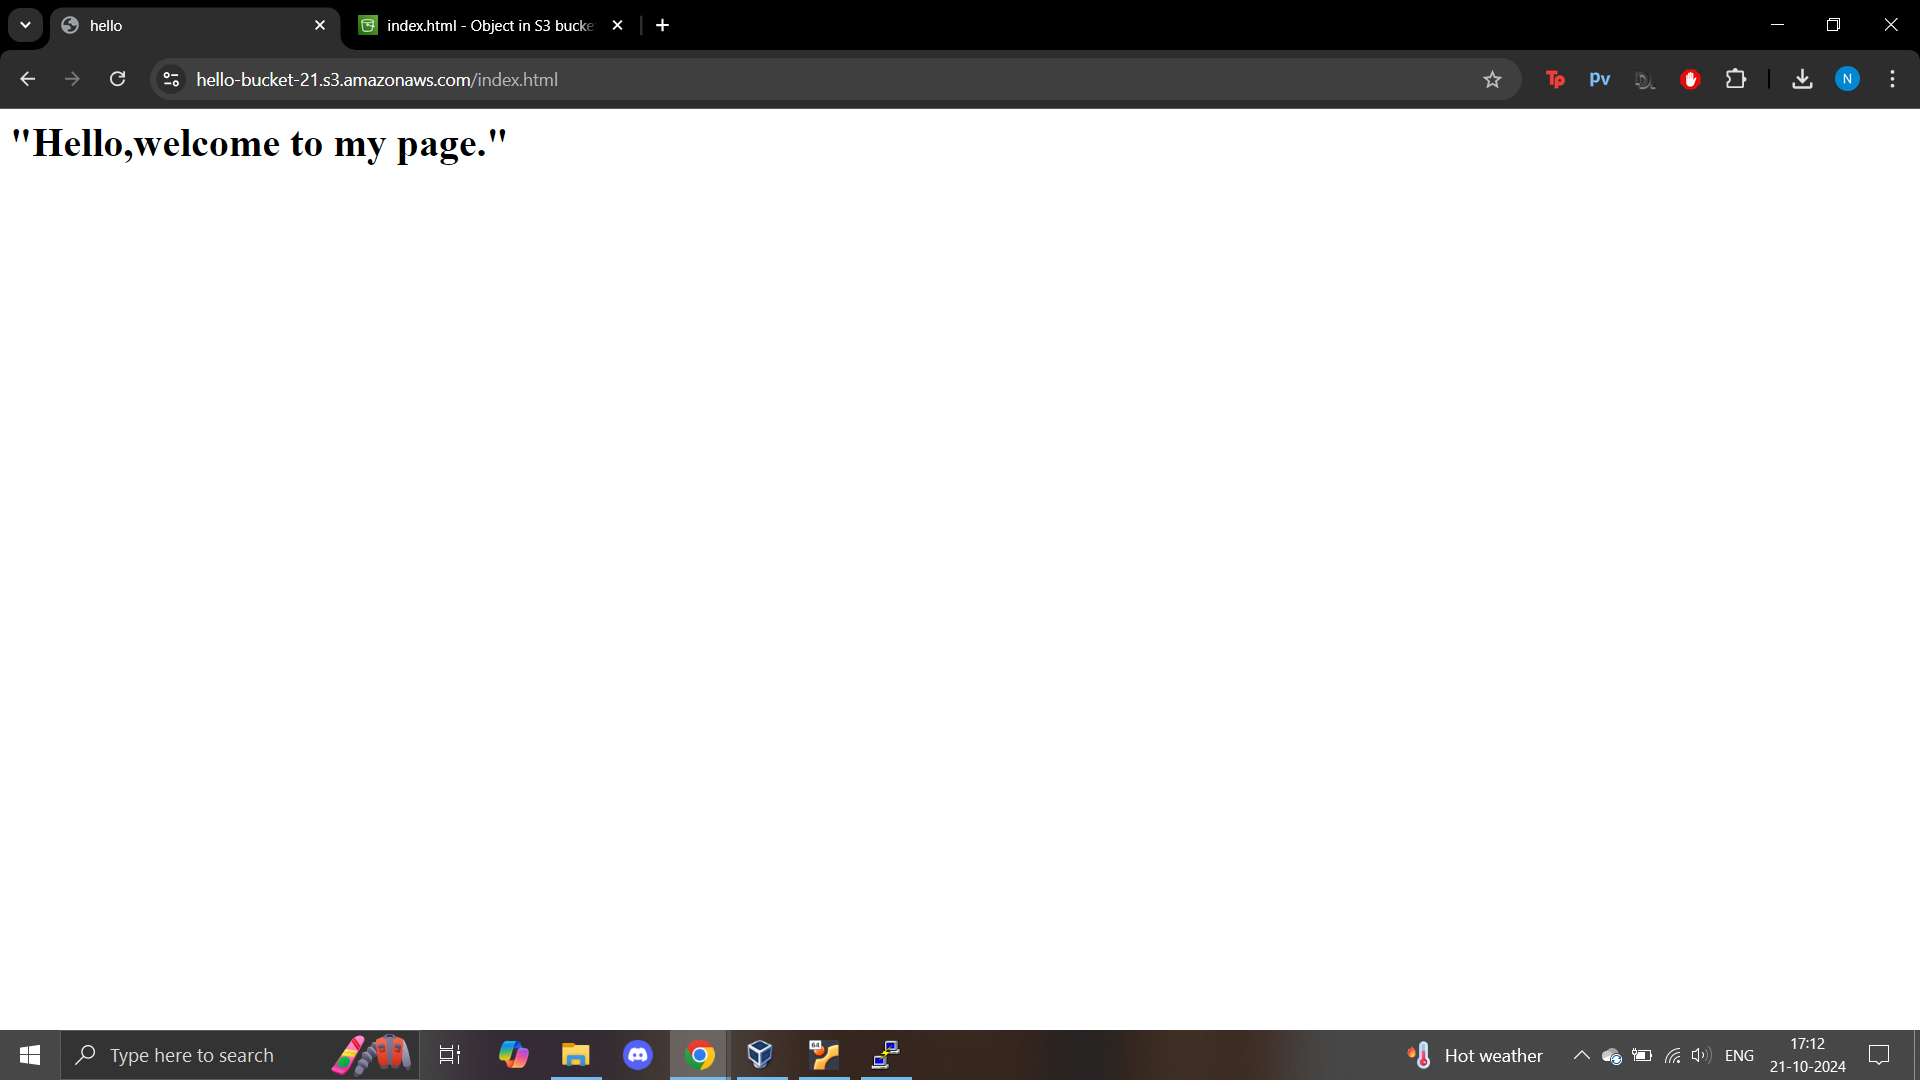 hello
index.html - Object in S3 bucke
hello-bucket-21.s3.amazonaws.com/index.html
Tp
pv
N
"Hello,welcome to my page."
Type here to search
64
Hot weather
ENG
17:12
21-10-2024